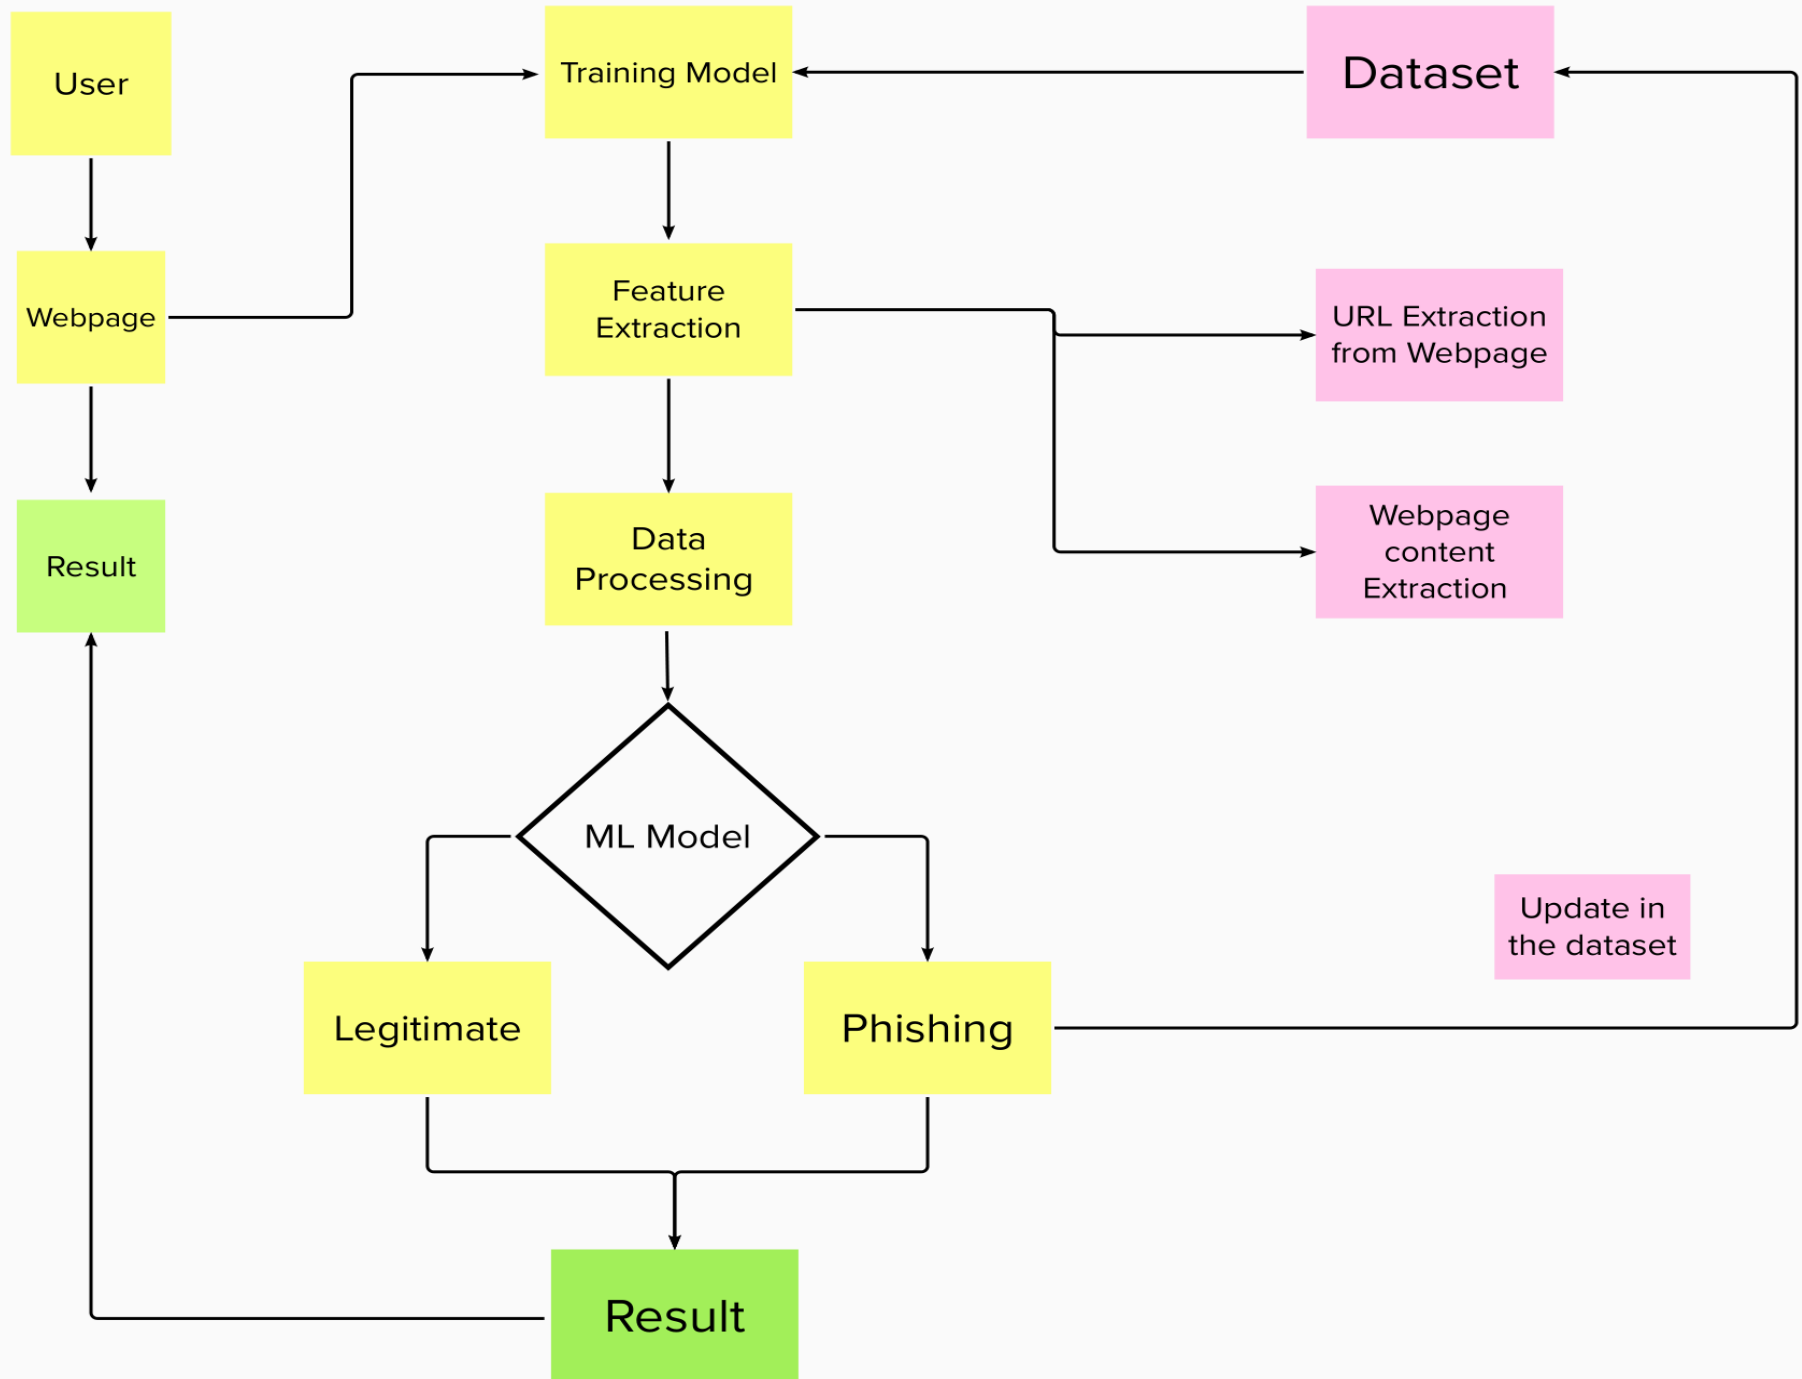 User
Training Model
Dataset
Webpage
Feature
Extraction
URL Extraction
from Webpage
Result
Data
Processing
Webpage
content
Extraction
ML Model
Update in
the dataset
Legitimate
Phishing
Result